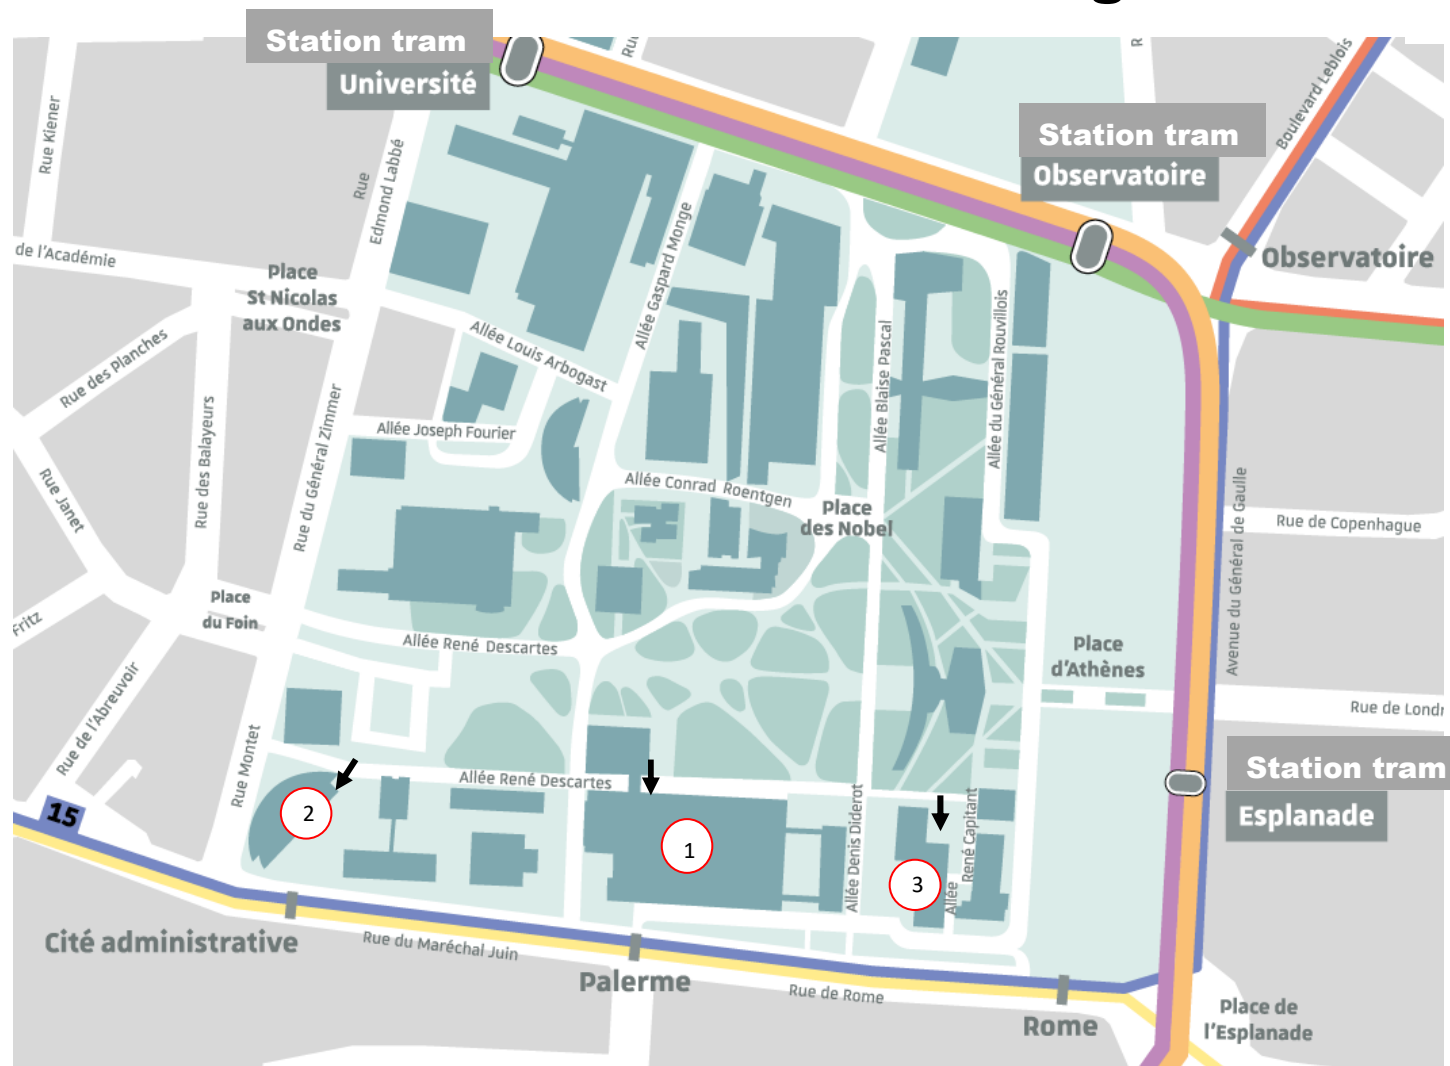 Station tram
Université
Station tram
Observatoire
Boulevard Leblois
Observatoire
Rue Kiener
Rue
Edmond Labbé
de l'Académie
Place
St Nicolas
aux Ondes
Allée Gaspard Monge
Allée Louis Arbogast
Rue des Planches
Rue des Balayeurs
Rue du Général Zimmer
Allée Joseph Fourier
Allée Blaise Pascal
Allée du Général Rouvillois
Rue Janet
Allée Conrad Roentgen
Place
des Nobel
Avenue du Général de Gaulle
Rue de Copenhague
Place
du Foin
Fritz
Allée René Descartes
Place
d'Athènes
Rue de l'Abreuvoir
Rue Montet
Rue de Londr
Allée René Descartes
Station tram
Esplanade
15
2
1
3
Allée Denis Diderot
Allée
René Capitant
Cité administrative
Rue du Maréchal Juin
Palerme
Rue de Rome
Rome
Place de
l'Esplanade